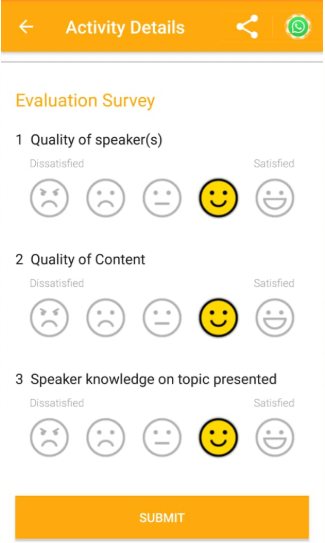 Activity Details
Evaluation Survey
1 Quality of speaker(s)
Dissatisfied Satisfied
2 Quality of Content
Dissatisfied Satisfied
3 Speaker knowledge on topic presented
Dissatisfied Satisfied
SUBMIT